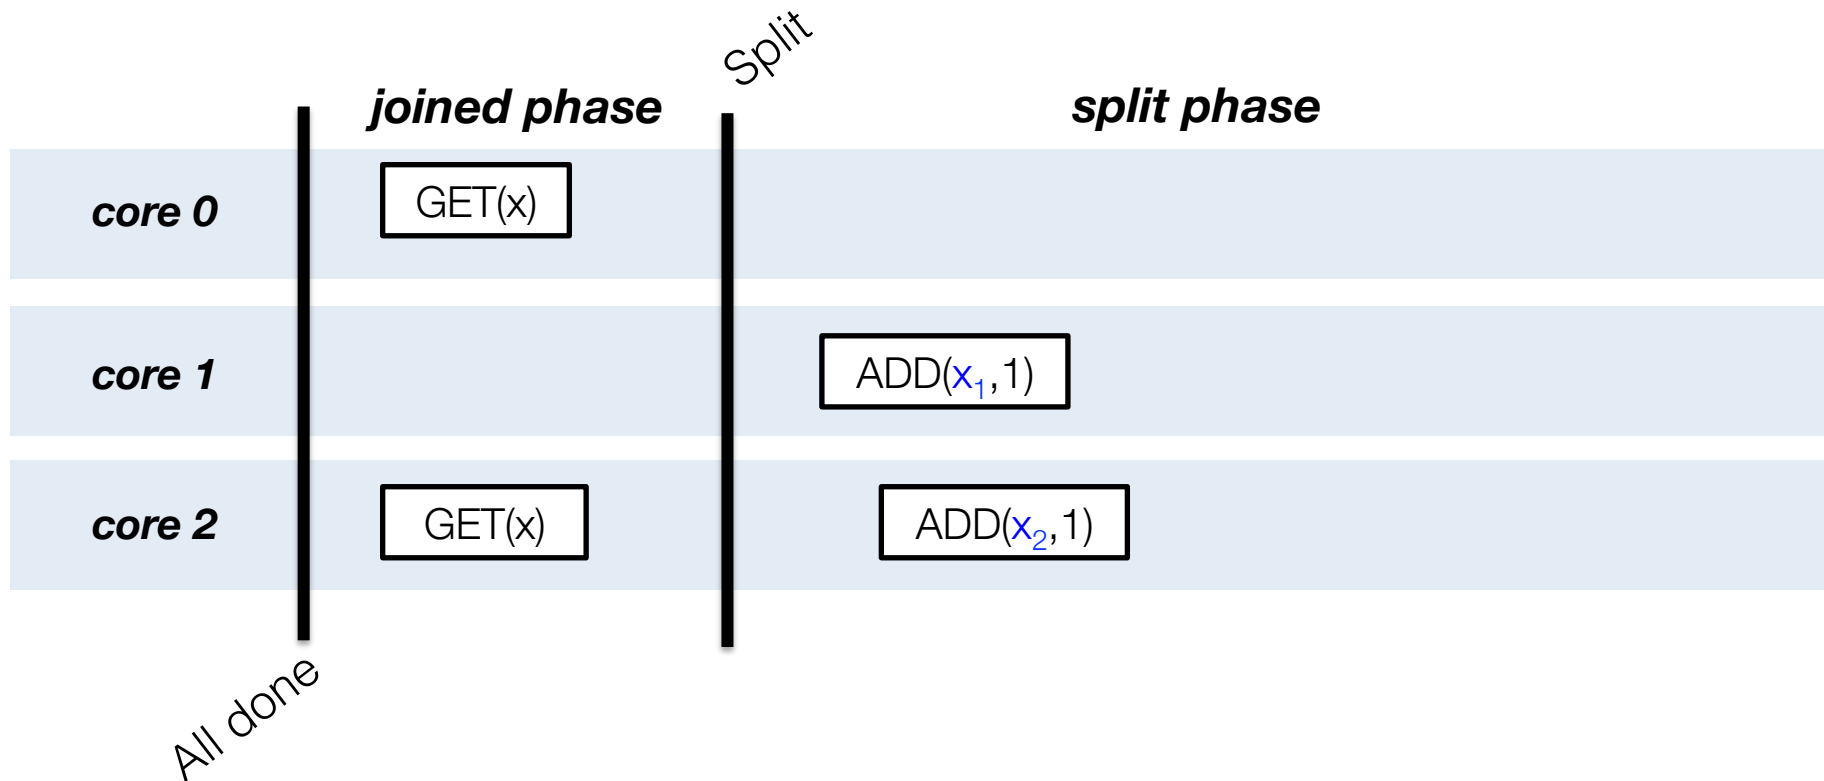 Split
joined phase
split phase
core 0
GET(x)
core 1
ADD(x₁,1)
core 2
GET(x)
ADD(x₂,1)
All done